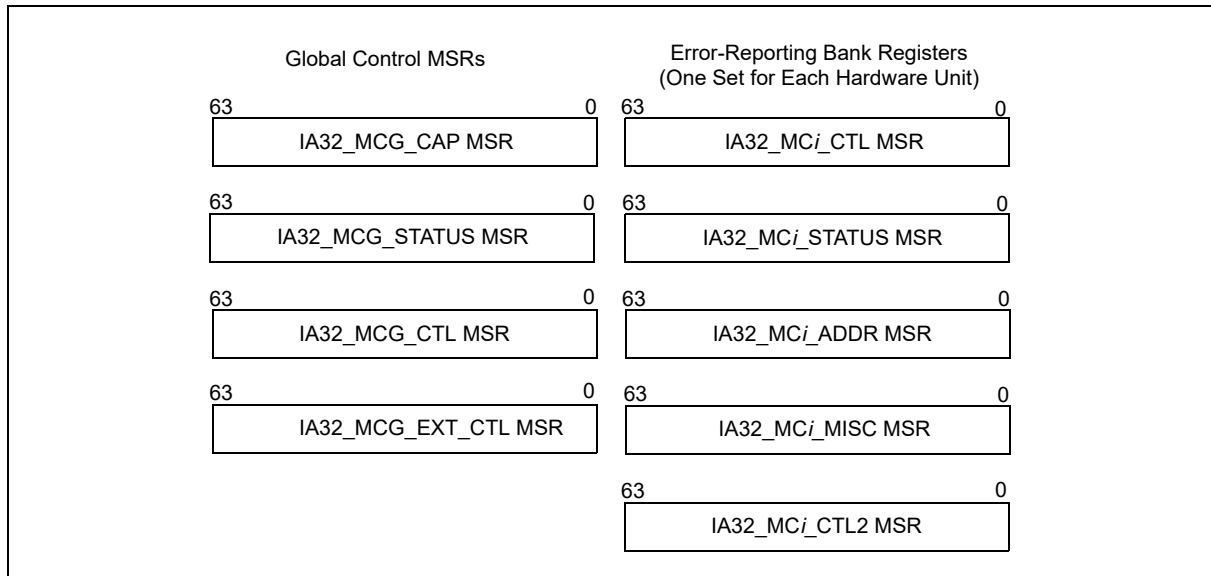 Global Control MSRs
63 0
IA32_MCG_CAP MSR
63 0
IA32_MCG_STATUS MSR
63 0
IA32_MCG_CTL MSR
63 0
IA32_MCG_EXT_CTL MSR
Error-Reporting Bank Registers
(One Set for Each Hardware Unit)
63 0
IA32_MCi_CTL MSR
63 0
IA32_MCi_STATUS MSR
63 0
IA32_MCi_ADDR MSR
63 0
IA32_MCi_MISC MSR
63 0
IA32_MCi_CTL2 MSR